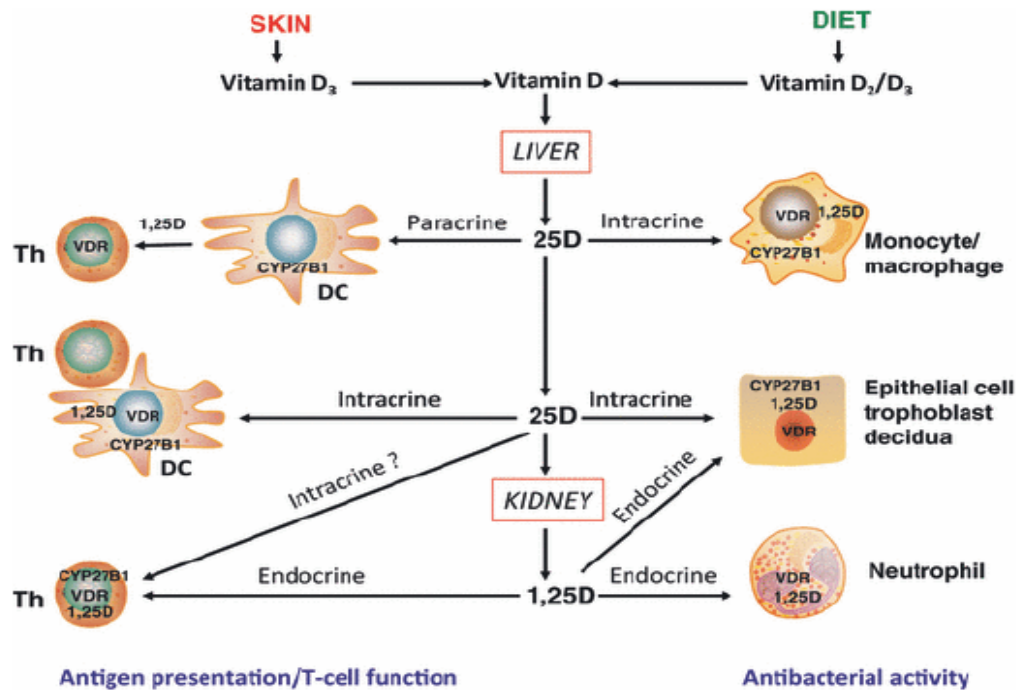 SKIN
DIET
Vitamin D₃
Vitamin D
Vitamin D₂/D₃
LIVER
1,25D
Paracrine
Intracrine
VDR
VDR
1,25D
Th
25D
CYP27B1
CYP27B1
Monocyte/
macrophage
DC
Th
CYP27B1
Epithelial cell
1,25D
trophoblast
decidua
Intracrine
Intracrine
1,25D
VDR
25D
VDR
CYP27B1
DC
Intracrine ?
KIDNEY
Endocrine
CYP27B1
Endocrine
Endocrine
Neutrophil
VDR
VDR
Th
1,25D
1,25D
1,25D
Antigen presentation/T-cell function
Antibacterial activity